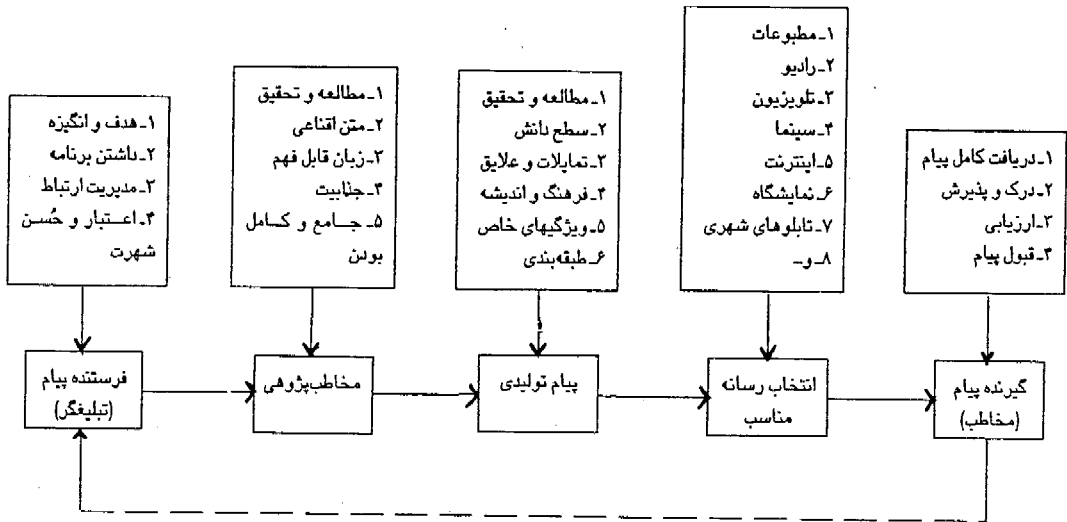 ۱ـ هدف و انگیزه
۲ـ داشتن برنامه
۳ـ مدیریت ارتباط
۴ـ اعـتبار و حُسن
شهرت
۱ـ مطالعه و تحقیق
۲ـ متن اقناعی
۳ـ زبان قابل فهم
۴ـ جذابیت
۵ـ جـامع و کـامل
بودن
۱ـ مطالعه و تحقیق
۲ـ سطح دانش
۳ـ تمایلات و علایق
۴ـ فرهنگ و اندیشه
۵ـ ویژگیهای خاص
۶ـ طبقه‌بندی
۱ـ مطبوعات
۲ـ رادیو
۳ـ تلویزیون
۴ـ سینما
۵ـ اینترنت
۶ـ نمایشگاه
۷ـ تابلوهای شهری
۸ـ و...
۱ـ دریافت کامل پیام
۲ـ درک و پذیرش
۳ـ ارزیابی
۴ـ قبول پیام
فرستنده پیام
(تبلیغگر)
مخاطب‌پژوهی
پیام تولیدی
انتخاب رسانه
مناسب
گیرنده پیام
(مخاطب)